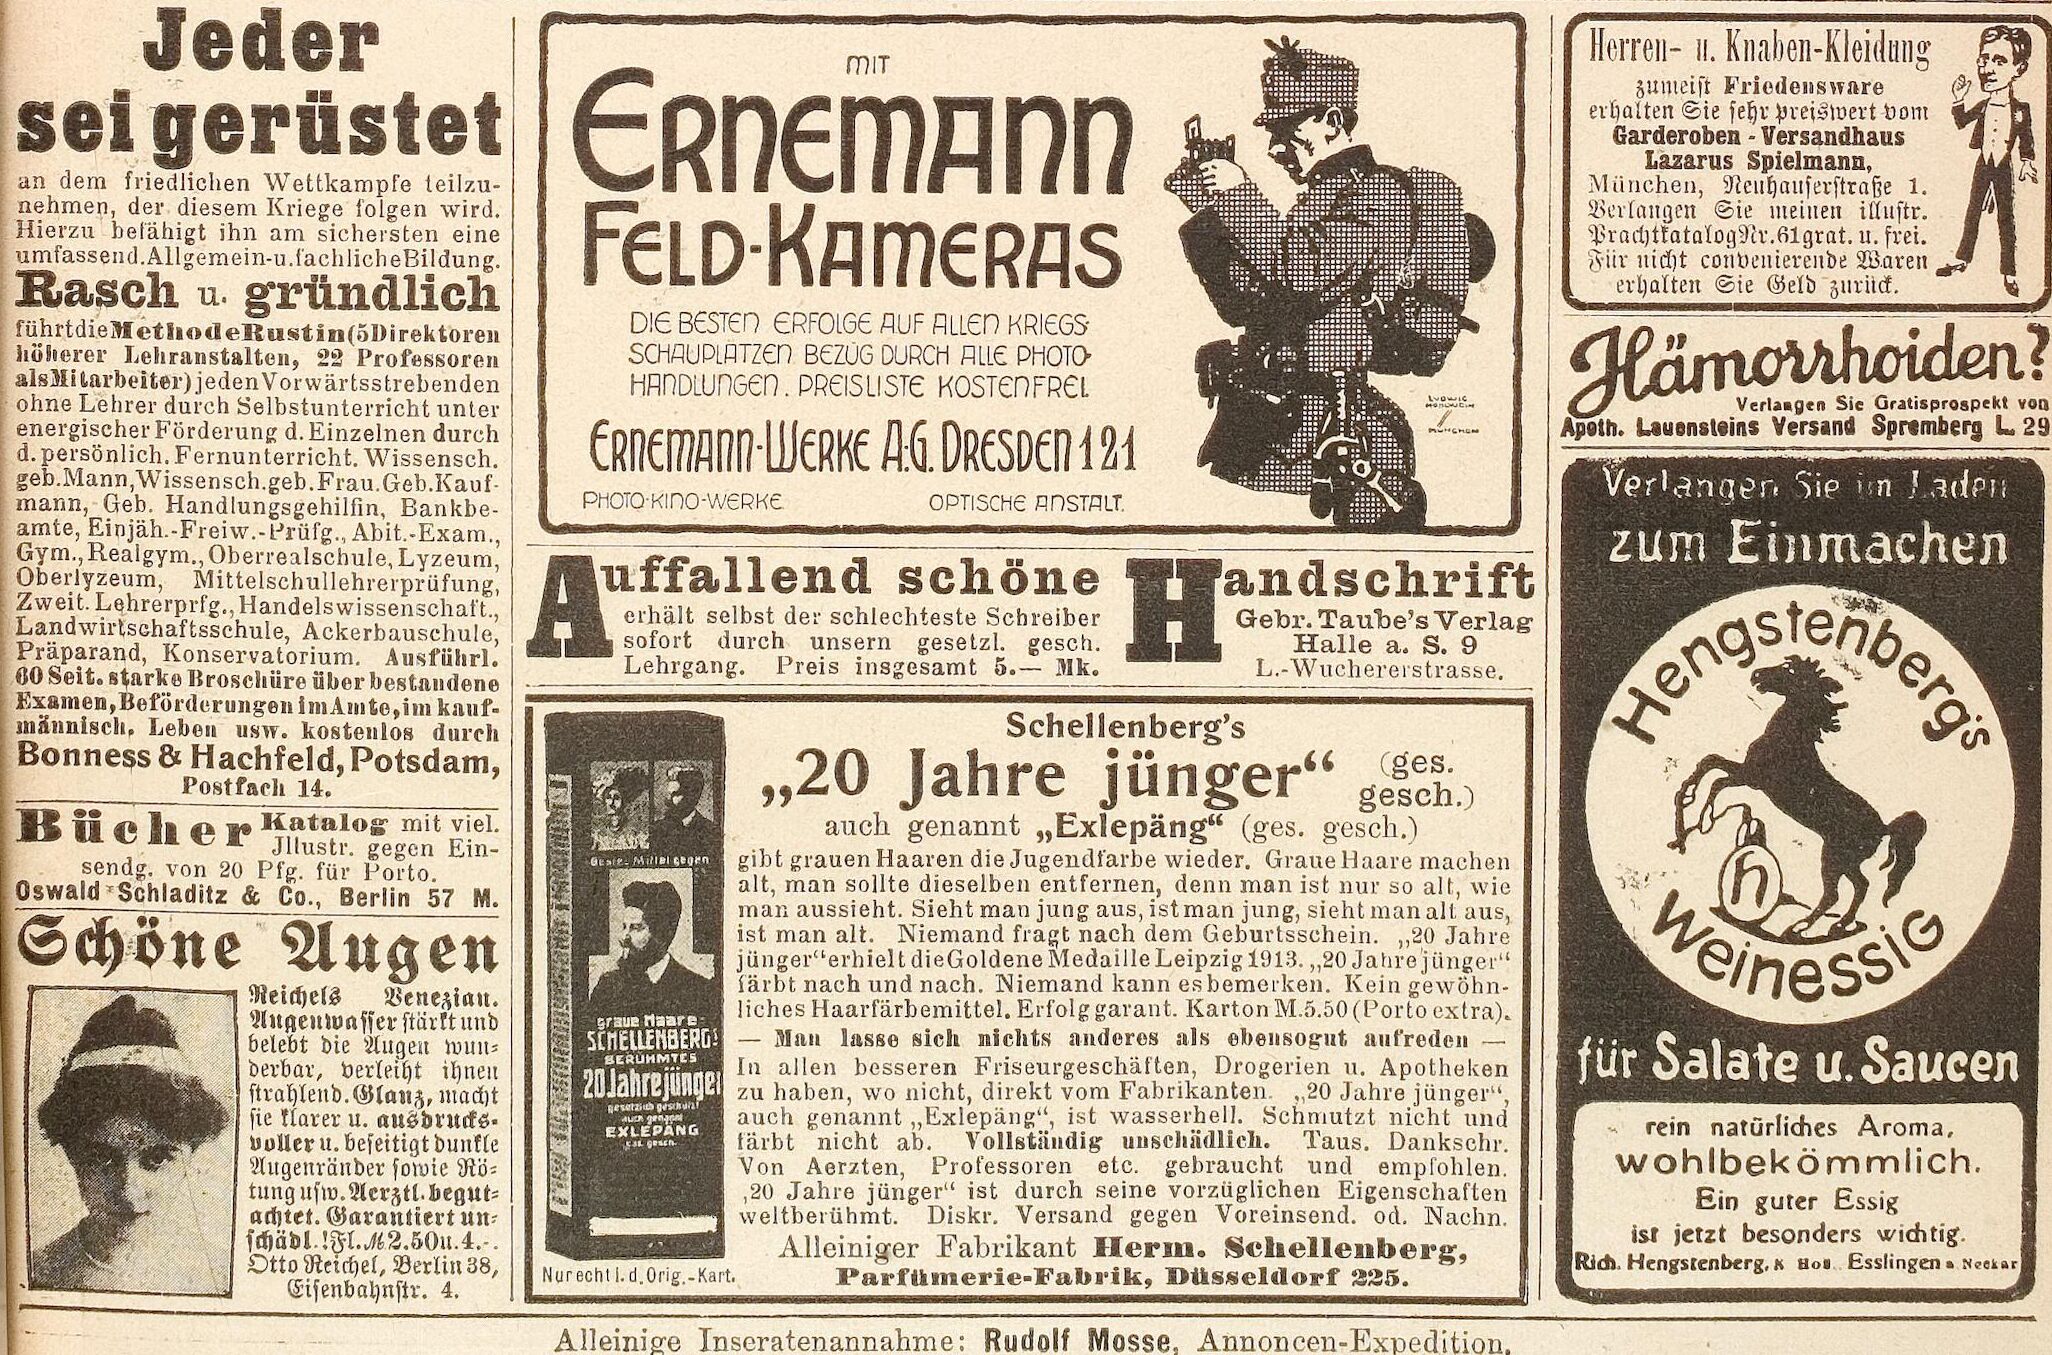 Jeder
sei gerüstet
an dem friedlichen Wettkampfe teilzu-
nehmen, der diesem Kriege folgen wird.
Hierzu befähigt ihn am sichersten eine
umfassend. Allgemein- u. fachliche Bildung.
Rasch u. gründlich
führt die Methode Rustin (5 Direktoren
höherer Lehranstalten, 22 Professoren
als Mitarbeiter) jeden Vorwärtsstrebenden
ohne Lehrer durch Selbstunterricht unter
energischer Förderung d. Einzelnen durch
d. persönlich. Fernunterricht. Wissensch.
geb. Mann, Wissensch. geb. Frau. Geb. Kauf-
mann, Geb. Handlungsgehilfin, Bankbe-
amte, Einjäh.-Freiw.-Prüfg., Abit.-Exam.,
Gym., Realgym., Oberrealschule, Lyzeum,
Oberlyzeum, Mittelschullehrerprüfung,
Zweit. Lehrerprfg., Handelswissenschaft.,
Landwirtschaftsschule, Ackerbauschule,
Präparand, Konservatorium. Ausführl.
60 Seit. starke Broschüre über bestandene
Examen, Beförderungen im Amte, im kauf-
männisch. Leben usw. kostenlos durch
Bonness & Hachfeld, Potsdam,
Postfach 14.
Bücher Katalog mit viel.
Jllustr. gegen Ein-
sendg. von 20 Pfg. für Porto.
Oswald Schladitz & Co., Berlin 57 M.
Schöne Augen
Reichels Venezian.
Augenwasser stärkt und
belebt die Augen wun-
derbar, verleiht ihnen
strahlend. Glanz, macht
sie klarer u. ausdrucks-
voller u. beseitigt dunkle
Augenränder sowie Rö-
tung usw. Aerztl. begut-
achtet. Garantiert un-
schädl.! Fl. M 2.50 u. 4.-.
Otto Reichel, Berlin 38,
Eisenbahnstr. 4.
MIT
ERNEMANN
FELD-KAMERAS
DIE BESTEN ERFOLGE AUF ALLEN KRIEGS-
SCHAUPLÄTZEN. BEZUG DURCH ALLE PHOTO-
HANDLUNGEN. PREISLISTE KOSTENFREI.
ERNEMANN-WERKE A-G. DRESDEN 121
PHOTO-KINO-WERKE OPTISCHE ANSTALT.
LUDWIG
HOHLWEIN
MÜNCHEN
Auffallend schöne Handschrift
erhält selbst der schlechteste Schreiber
sofort durch unsern gesetzl. gesch.
Lehrgang. Preis insgesamt 5.— Mk.
Gebr. Taube's Verlag
Halle a. S. 9
L.-Wuchererstrasse.
Beste Mittel gegen
graue Haare
SCHELLENBERG'S
BERÜHMTES
20 Jahre jünger
gesetzlich geschützt
auch genannt
EXLEPÄNG
ges. gesch.
Nur echt i. d. Orig.-Kart.
Schellenberg's
„20 Jahre jünger“ (ges.
gesch.)
auch genannt „Exlepäng“ (ges. gesch.)
gibt grauen Haaren die Jugendfarbe wieder. Graue Haare machen
alt, man sollte dieselben entfernen, denn man ist nur so alt, wie
man aussieht. Sieht man jung aus, ist man jung, sieht man alt aus,
ist man alt. Niemand fragt nach dem Geburtsschein. „20 Jahre
jünger“ erhielt die Goldene Medaille Leipzig 1913. „20 Jahre jünger“
färbt nach und nach. Niemand kann es bemerken. Kein gewöhn-
liches Haarfärbemittel. Erfolg garant. Karton M. 5.50 (Porto extra).
— Man lasse sich nichts anderes als ebensogut aufreden —
In allen besseren Friseurgeschäften, Drogerien u. Apotheken
zu haben, wo nicht, direkt vom Fabrikanten. „20 Jahre jünger“,
auch genannt „Exlepäng“, ist wasserhell. Schmutzt nicht und
färbt nicht ab. Vollständig unschädlich. Taus. Dankschr.
Von Aerzten, Professoren etc. gebraucht und empfohlen.
„20 Jahre jünger“ ist durch seine vorzüglichen Eigenschaften
weltberühmt. Diskr. Versand gegen Voreinsend. od. Nachn.
Alleiniger Fabrikant Herm. Schellenberg,
Parfümerie-Fabrik, Düsseldorf 225.
Herren- u. Knaben-Kleidung
zumeist Friedensware
erhalten Sie sehr preiswert vom
Garderoben-Versandhaus
Lazarus Spielmann,
München, Neuhauserstraße 1.
Verlangen Sie meinen illustr.
Prachtkatalog Nr. 61 grat. u. frei.
Für nicht convenierende Waren
erhalten Sie Geld zurück.
Hämorrhoiden?
Verlangen Sie Gratisprospekt von
Apoth. Lauensteins Versand Spremberg L. 29
Verlangen Sie im Laden
zum Einmachen
Hengstenberg's
h
Weinessig
für Salate u. Saucen
rein natürliches Aroma,
wohlbekömmlich.
Ein guter Essig
ist jetzt besonders wichtig.
Rich. Hengstenberg, K. Hofl. Esslingen a. Neckar
Alleinige Inseratenannahme: Rudolf Mosse, Annoncen-Expedition,